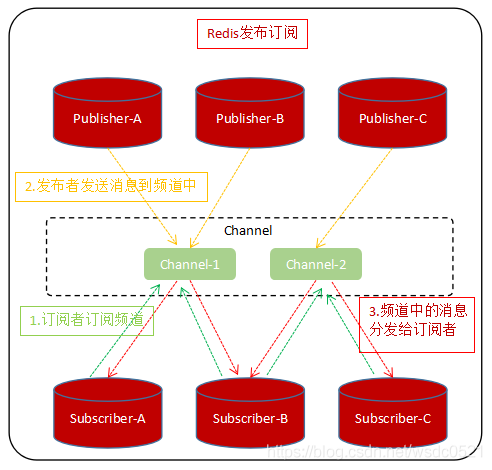 Redis发布订阅
Publisher-A
Publisher-B
Publisher-C
2.发布者发送消息到频道中
Channel
Channel-1
Channel-2
1.订阅者订阅频道
3.频道中的消息
分发给订阅者
Subscriber-A
Subscriber-B
Subscriber-C
https://blog.csdn.net/wsdc0521